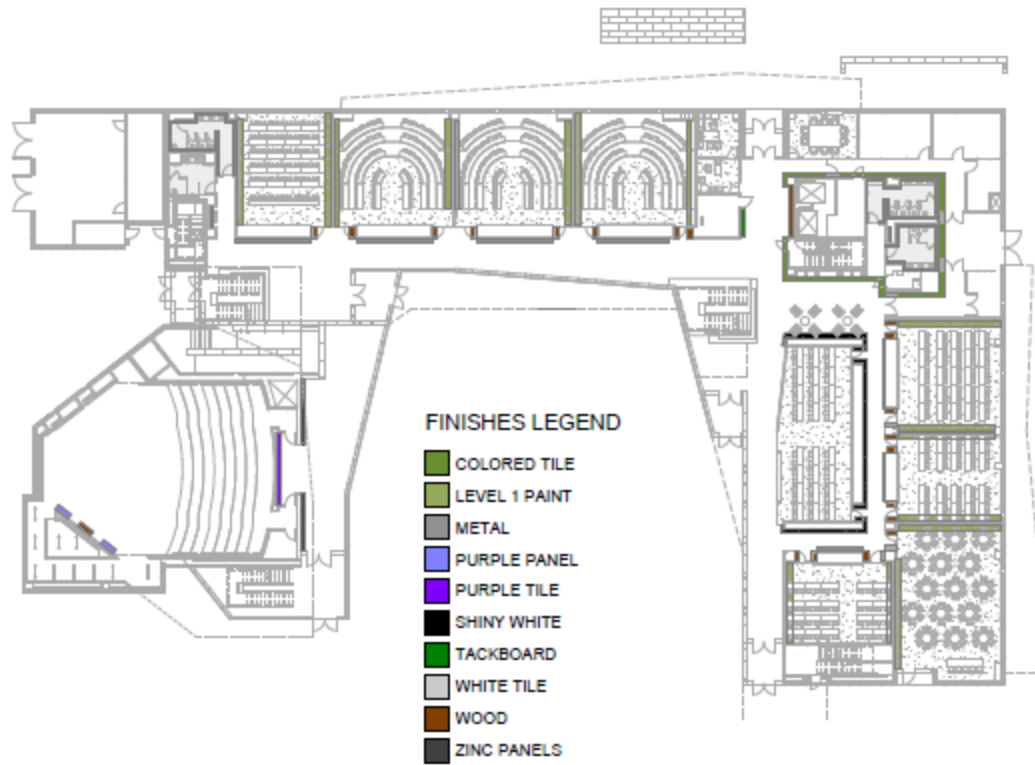 FINISHES LEGEND
COLORED TILE
LEVEL 1 PAINT
METAL
PURPLE PANEL
PURPLE TILE
SHINY WHITE
TACKBOARD
WHITE TILE
WOOD
ZINC PANELS